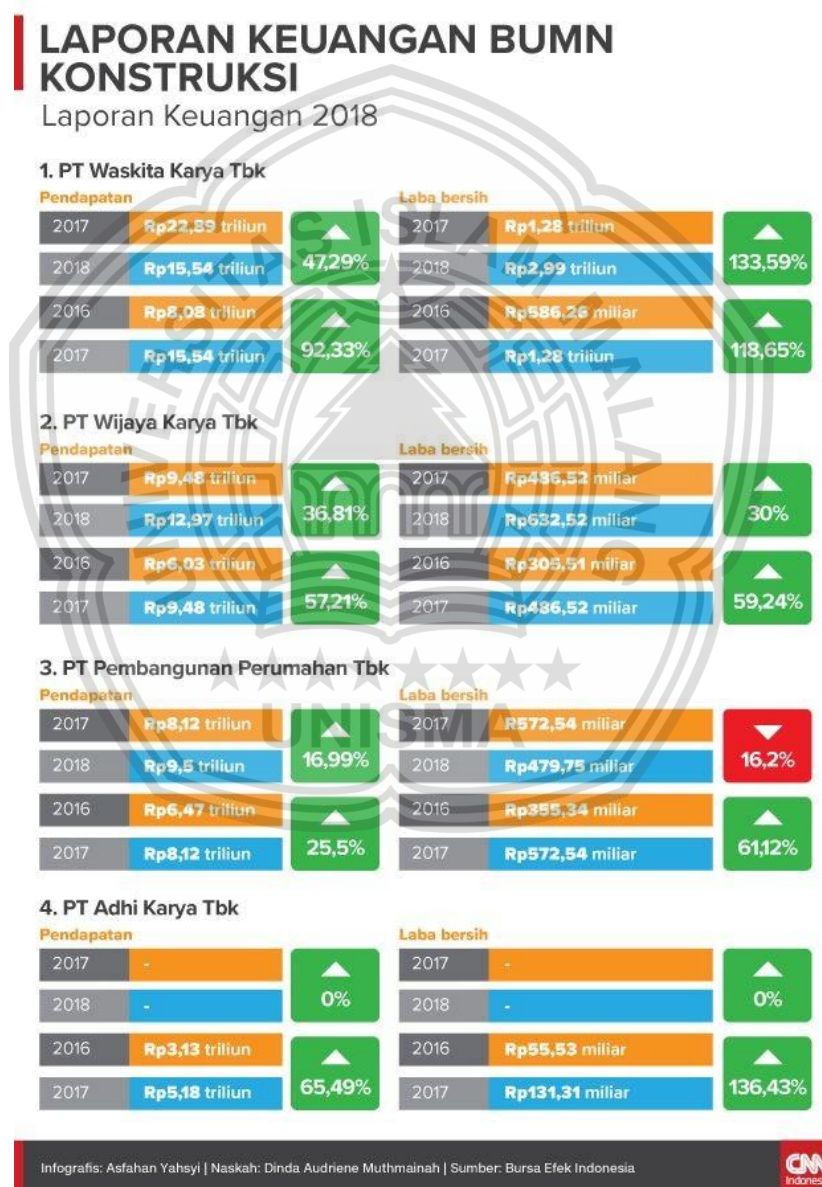 LAPORAN KEUANGAN BUMN
KONSTRUKSI
Laporan Keuangan 2018
1. PT Waskita Karya Tbk
Pendapatan
2017 Rp22,89 triliun
47,29%
2018 Rp15,54 triliun
2016 Rp8,08 triliun
92,33%
2017 Rp15,54 triliun
Laba bersih
2017 Rp1,28 triliun
133,59%
2018 Rp2,99 triliun
2016 Rp586,26 miliar
118,65%
2017 Rp1,28 triliun
2. PT Wijaya Karya Tbk
Pendapatan
2017 Rp9,48 triliun
36,81%
2018 Rp12,97 triliun
2016 Rp6,03 triliun
57,21%
2017 Rp9,48 triliun
Laba bersih
2017 Rp486,52 miliar
30%
2018 Rp632,52 miliar
2016 Rp305,51 miliar
59,24%
2017 Rp486,52 miliar
3. PT Pembangunan Perumahan Tbk
Pendapatan
2017 Rp8,12 triliun
16,99%
2018 Rp9,5 triliun
2016 Rp6,47 triliun
25,5%
2017 Rp8,12 triliun
Laba bersih
2017 R572,54 miliar
16,2%
2018 Rp479,75 miliar
2016 Rp355,34 miliar
61,12%
2017 Rp572,54 miliar
4. PT Adhi Karya Tbk
Pendapatan
2017 -
0%
2018 -
2016 Rp3,13 triliun
65,49%
2017 Rp5,18 triliun
Laba bersih
2017 -
0%
2018 -
2016 Rp55,53 miliar
136,43%
2017 Rp131,31 miliar
Infografis: Asfahan Yahsyi | Naskah: Dinda Audriene Muthmainah | Sumber: Bursa Efek Indonesia
CNN
Indones
UNIVERSITAS ISLAM MALANG
UNISMA